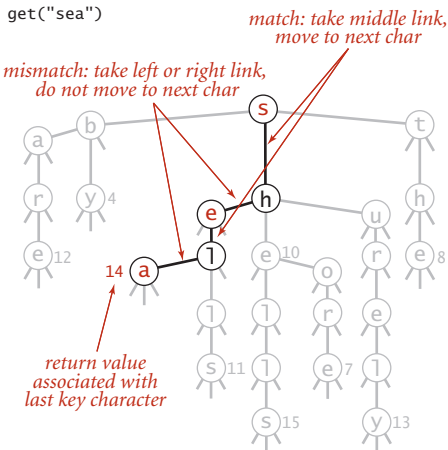 get("sea")
match: take middle link,
move to next char
mismatch: take left or right link,
do not move to next char
s
b
t
a
y 4
h
r
e
h
u
e 12
l
e 10
o
r
e 8
14 a
l
l
r
e
s 11
l
e 7
l
return value
associated with
last key character
s 15
y 13